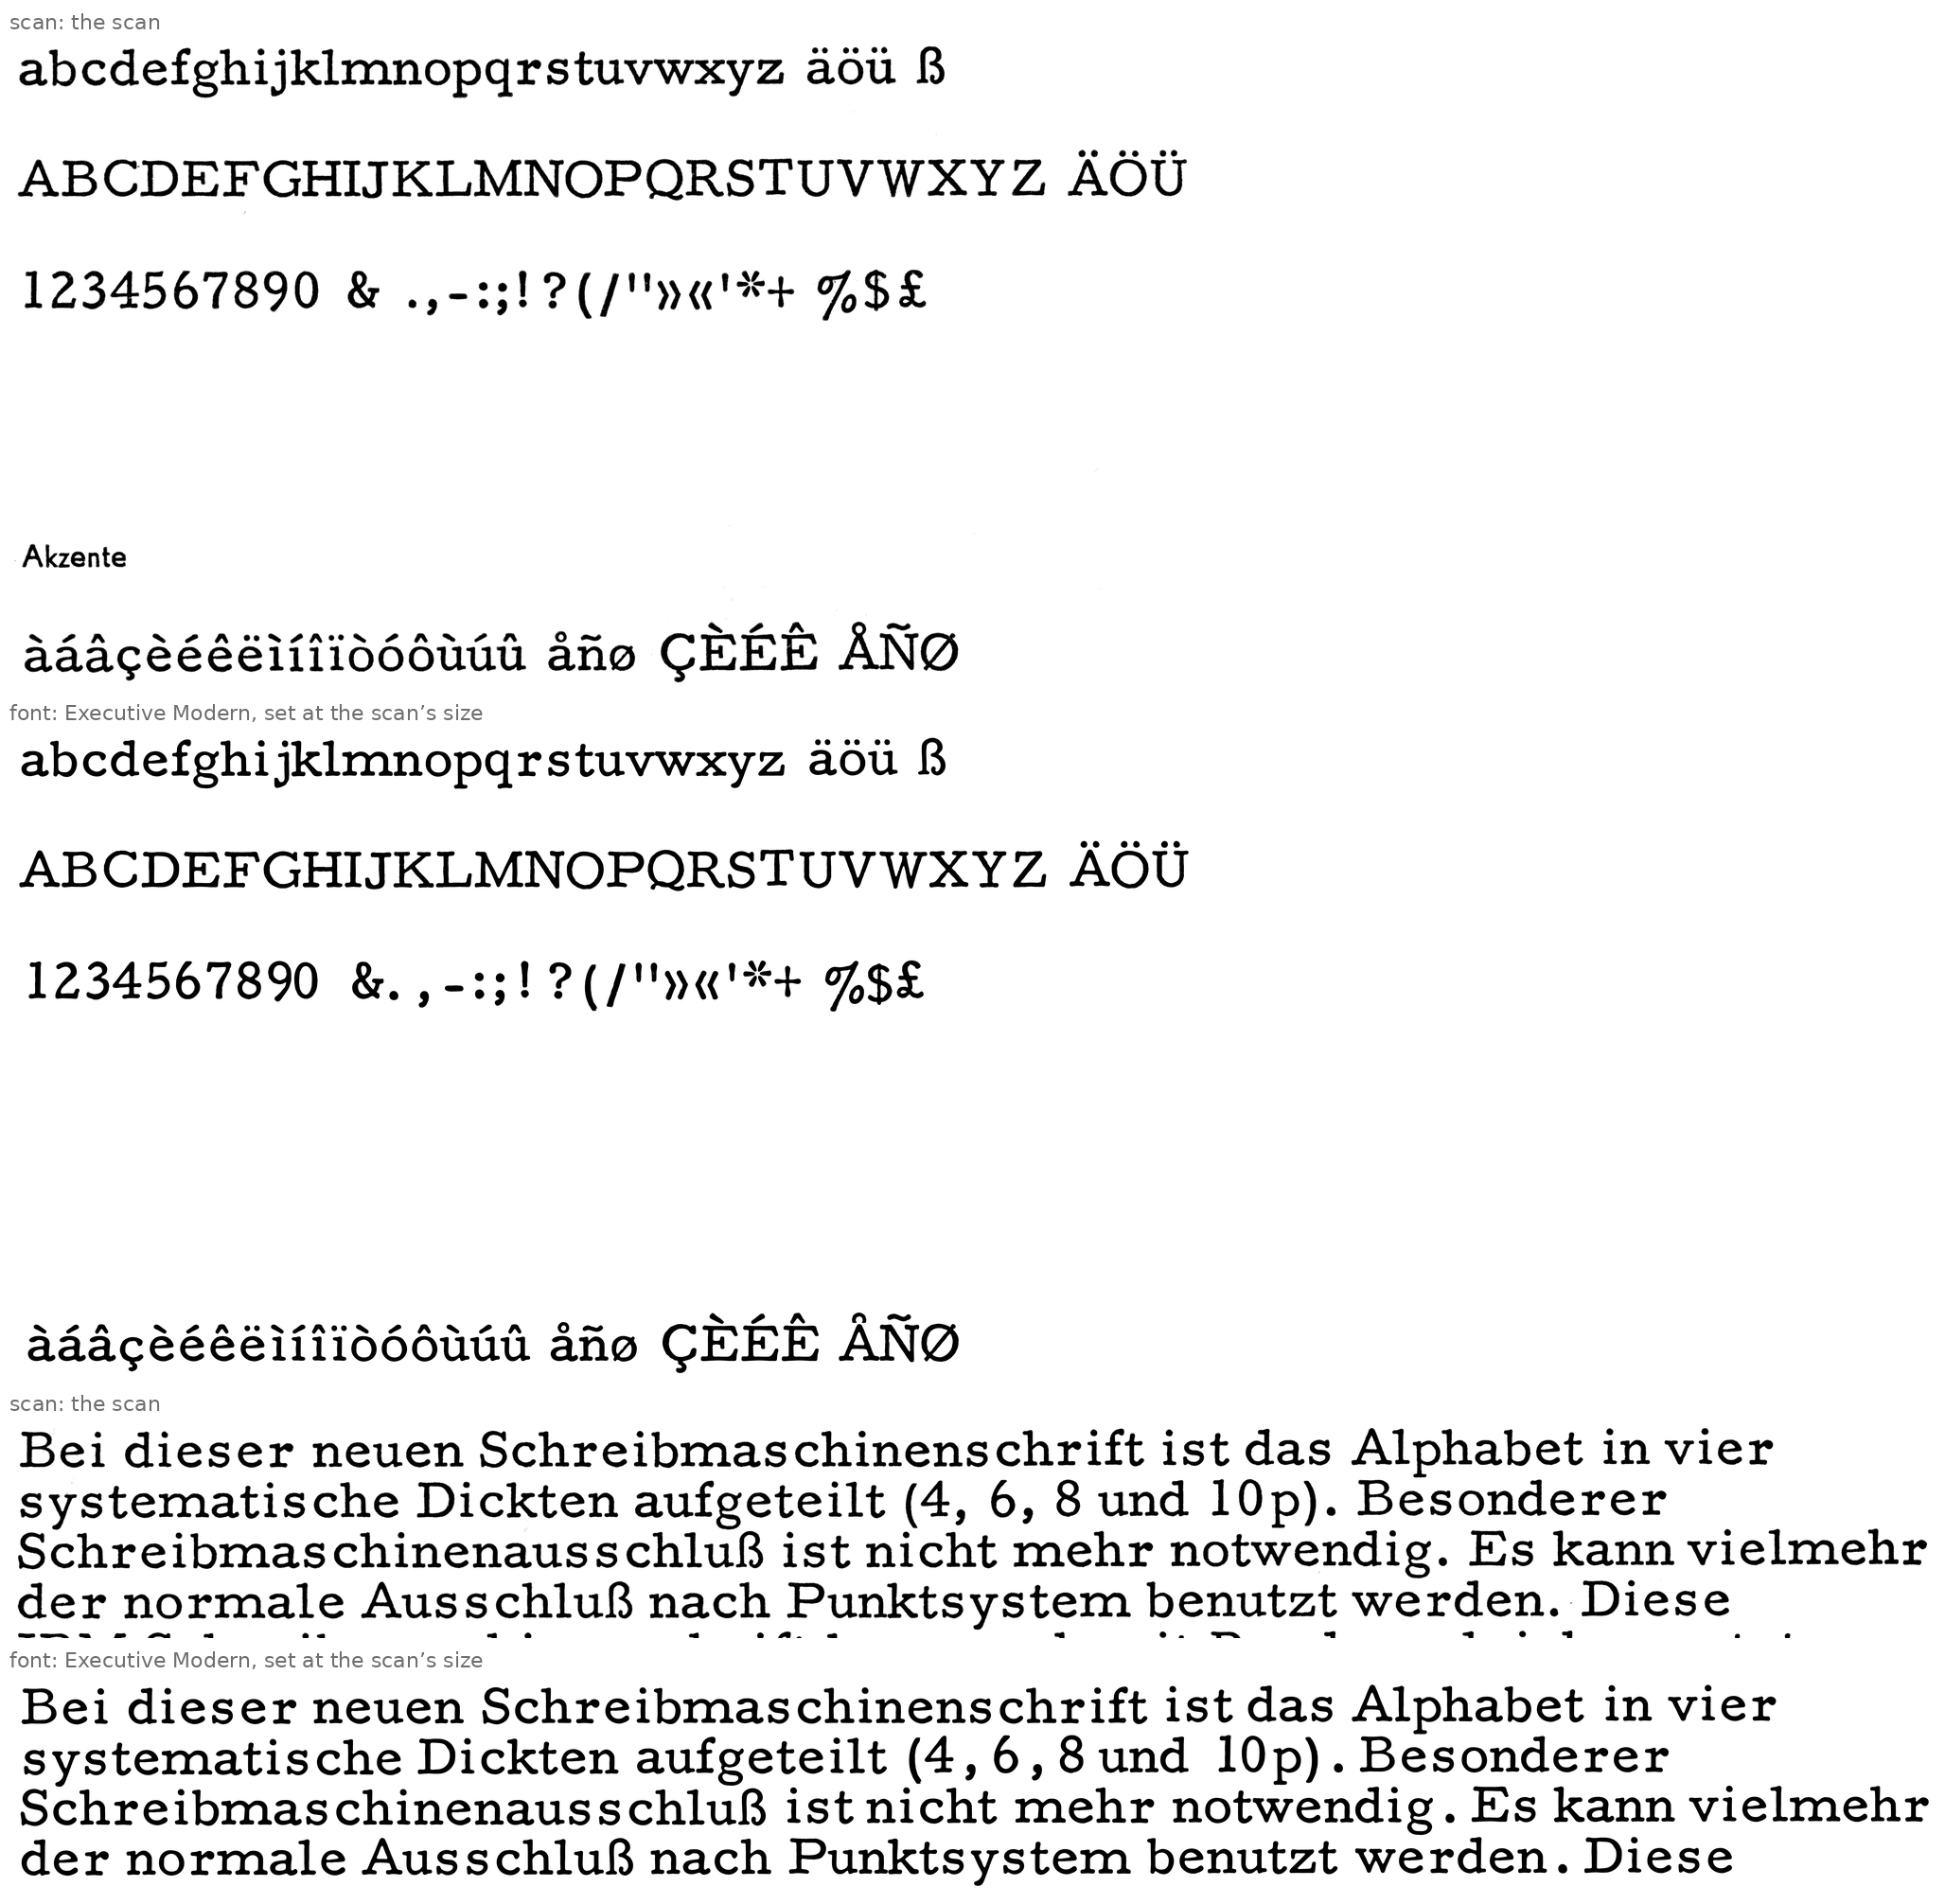 scan: the scan
abcdefghijklmnopqrstuvwxyz äöü ß
ABCDEFGHIJKLMNOPQRSTUVWXYZ ÄÖÜ
1234567890 & .,-:;!?(/"»«'*+ %$£
Akzente
àáâçèéêëìíîïòóôùúû åñø ÇÈÉÊ ÅÑØ
font: Executive Modern, set at the scan’s size
abcdefghijklmnopqrstuvwxyz äöü ß
ABCDEFGHIJKLMNOPQRSTUVWXYZ ÄÖÜ
1234567890 &.,-:;!?(/"»«'*+ %$£
àáâçèéêëìíîïòóôùúû åñø ÇÈÉÊ ÅÑØ
scan: the scan
Bei dieser neuen Schreibmaschinenschrift ist das Alphabet in vier
systematische Dickten aufgeteilt (4, 6, 8 und 10p). Besonderer
Schreibmaschinenausschluß ist nicht mehr notwendig. Es kann vielmehr
der normale Ausschluß nach Punktsystem benutzt werden. Diese
font: Executive Modern, set at the scan’s size
Bei dieser neuen Schreibmaschinenschrift ist das Alphabet in vier
systematische Dickten aufgeteilt (4, 6, 8 und 10p). Besonderer
Schreibmaschinenausschluß ist nicht mehr notwendig. Es kann vielmehr
der normale Ausschluß nach Punktsystem benutzt werden. Diese